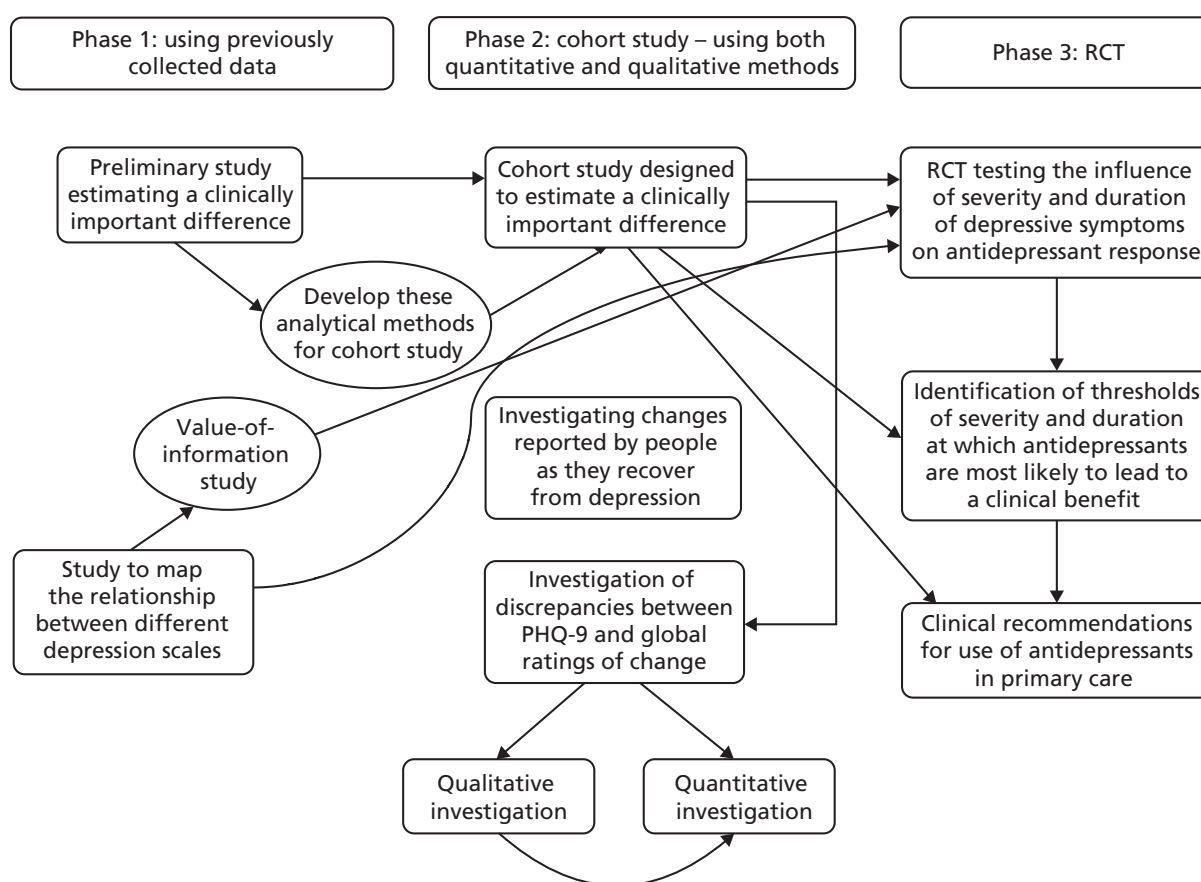 Phase 1: using previously
collected data
Phase 2: cohort study – using both
quantitative and qualitative methods
Phase 3: RCT
Preliminary study
estimating a clinically
important difference
Cohort study designed
to estimate a clinically
important difference
RCT testing the influence
of severity and duration
of depressive symptoms
on antidepressant response
Develop these
analytical methods
for cohort study
Value-of-
information
study
Investigating changes
reported by people
as they recover
from depression
Identification of thresholds
of severity and duration
at which antidepressants
are most likely to lead to
a clinical benefit
Study to map
the relationship
between different
depression scales
Investigation of
discrepancies between
PHQ-9 and global
ratings of change
Clinical recommendations
for use of antidepressants
in primary care
Qualitative
investigation
Quantitative
investigation